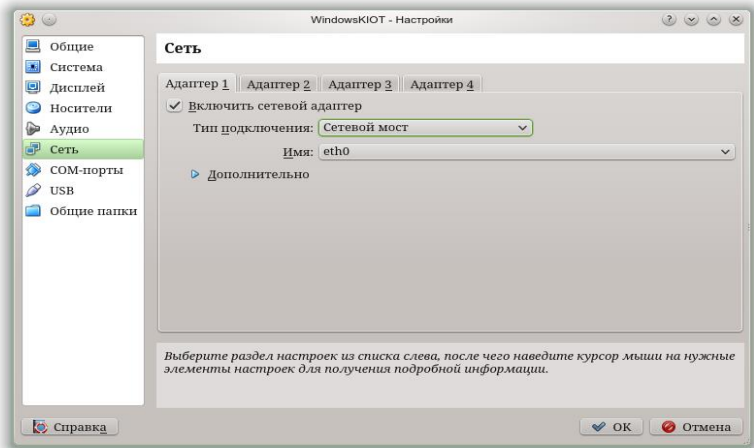 WindowsKIOT - Настройки
Общие
Система
Дисплей
Носители
Аудио
Сеть
COM-порты
USB
Общие папки
Сеть
Адаптер 1 Адаптер 2 Адаптер 3 Адаптер 4
Включить сетевой адаптер
Тип подключения: Сетевой мост
Имя: eth0
Дополнительно
Выберите раздел настроек из списка слева, после чего наведите курсор мыши на нужные
элементы настроек для получения подробной информации.
Справка OK Отмена